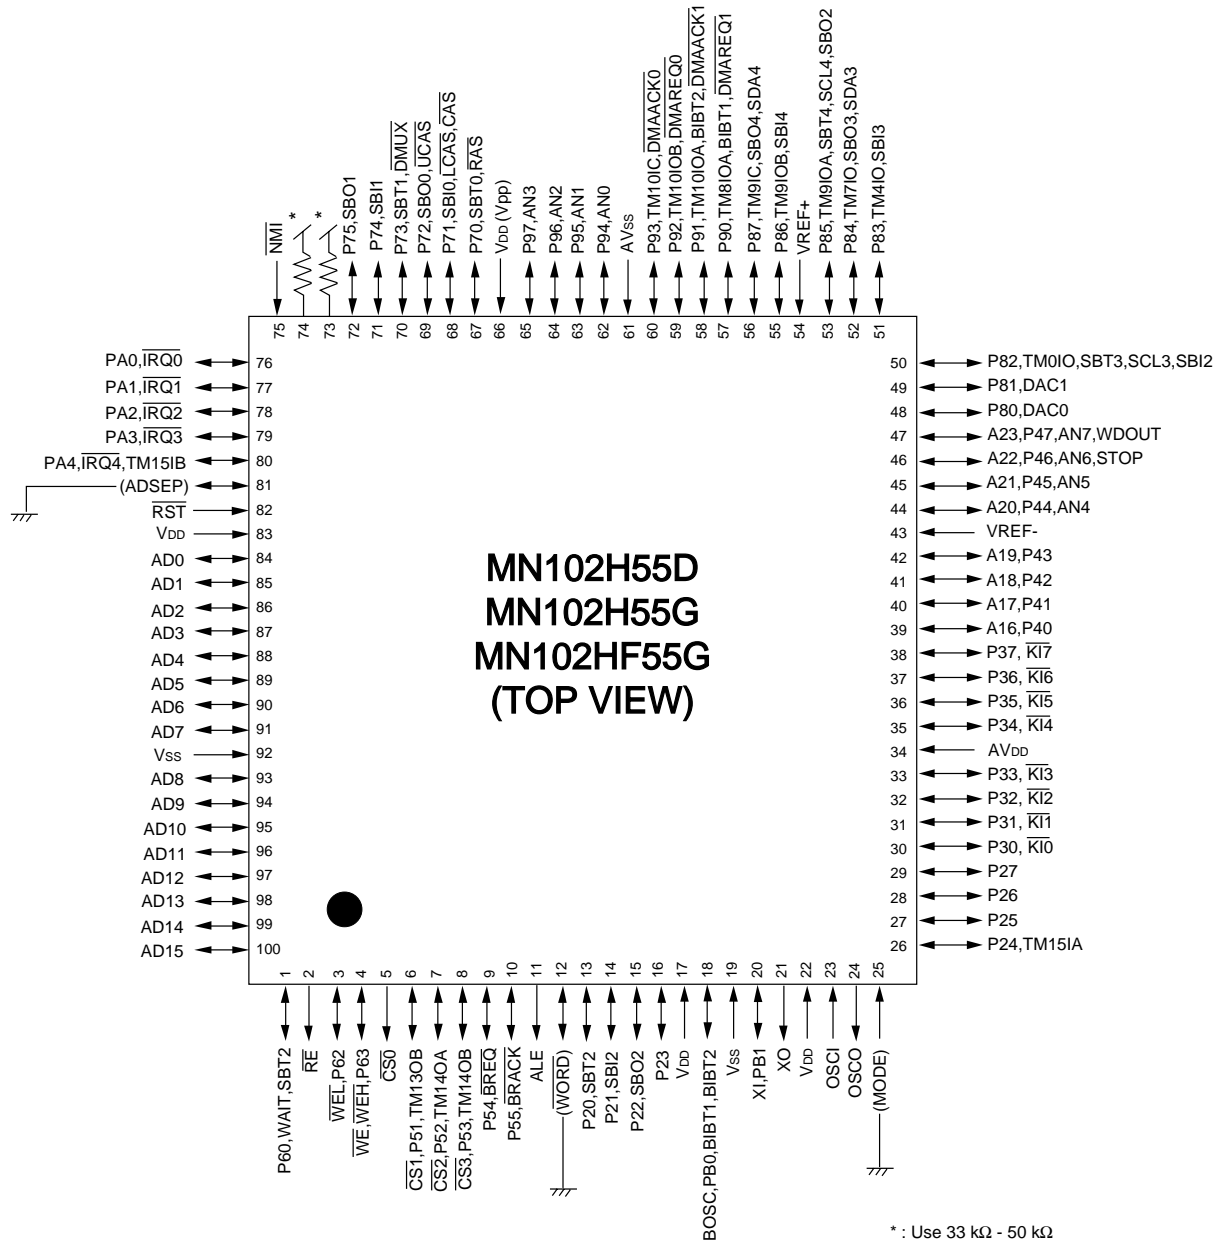 NMI
*
*
P75,SBO1
P74,SBI1
P73,SBT1,DMUX
P72,SBO0,UCAS
P71,SBI0,LCAS,CAS
P70,SBT0,RAS
VDD (Vpp)
P97,AN3
P96,AN2
P95,AN1
P94,AN0
AVSS
P93,TM10IC,DMAACK0
P92,TM10IOB,DMAREQ0
P91,TM10IOA,BIBT2,DMAACK1
P90,TM8IOA,BIBT1,DMAREQ1
P87,TM9IC,SBO4,SDA4
P86,TM9IOB,SBI4
VREF+
P85,TM9IOA,SBT4,SCL4,SBO2
P84,TM7IO,SBO3,SDA3
P83,TM4IO,SBI3
75 74 73 72 71 70 69 68 67 66 65 64 63 62 61 60 59 58 57 56 55 54 53 52 51
PA0,IRQ0 76
PA1,IRQ1 77
PA2,IRQ2 78
PA3,IRQ3 79
PA4,IRQ4,TM15IB 80
(ADSEP) 81
RST 82
VDD 83
AD0 84
AD1 85
AD2 86
AD3 87
AD4 88
AD5 89
AD6 90
AD7 91
VSS 92
AD8 93
AD9 94
AD10 95
AD11 96
AD12 97
AD13 98
AD14 99
AD15 100
MN102H55D
MN102H55G
MN102HF55G
(TOP VIEW)
50 P82,TM0IO,SBT3,SCL3,SBI2
49 P81,DAC1
48 P80,DAC0
47 A23,P47,AN7,WDOUT
46 A22,P46,AN6,STOP
45 A21,P45,AN5
44 A20,P44,AN4
43 VREF-
42 A19,P43
41 A18,P42
40 A17,P41
39 A16,P40
38 P37, KI7
37 P36, KI6
36 P35, KI5
35 P34, KI4
34 AVDD
33 P33, KI3
32 P32, KI2
31 P31, KI1
30 P30, KI0
29 P27
28 P26
27 P25
26 P24,TM15IA
1 2 3 4 5 6 7 8 9 10 11 12 13 14 15 16 17 18 19 20 21 22 23 24 25
P60,WAIT,SBT2
RE
WEL,P62
WE,WEH,P63
CS0
CS1,P51,TM13OB
CS2,P52,TM14OA
CS3,P53,TM14OB
P54,BREQ
P55,BRACK
ALE
(WORD)
P20,SBT2
P21,SBI2
P22,SBO2
P23
VDD
BOSC,PB0,BIBT1,BIBT2
VSS
XI,PB1
XO
VDD
OSCI
OSCO
(MODE)
* : Use 33 kΩ - 50 kΩ